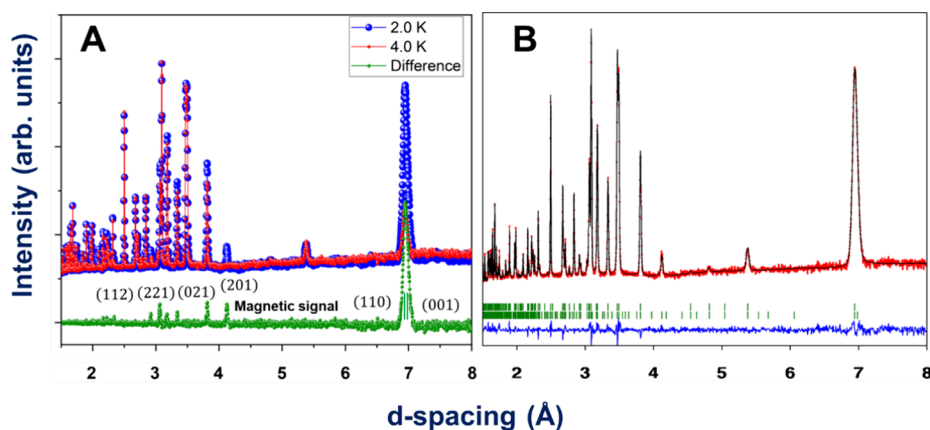 A
2.0 K
4.0 K
Difference
B
Intensity (arb. units)
(112) (221) (021) (201)
Magnetic signal
(110) (001)
2 3 4 5 6 7 8
2 3 4 5 6 7 8
d-spacing (Å)